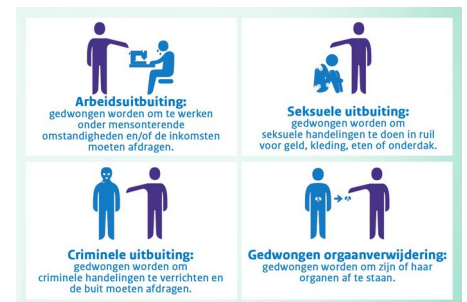 Arbeidsuitbuiting:
gedwongen worden om te werken
onder mensonterende
omstandigheden en/of de inkomsten
moeten afdragen.
Seksuele uitbuiting:
gedwongen worden om
seksuele handelingen te doen in ruil
voor geld, kleding, eten of onderdak.
Criminele uitbuiting:
gedwongen worden om
criminele handelingen te verrichten en
de buit moeten afdragen.
Gedwongen orgaanverwijdering:
gedwongen worden om zijn of haar
organen af te staan.